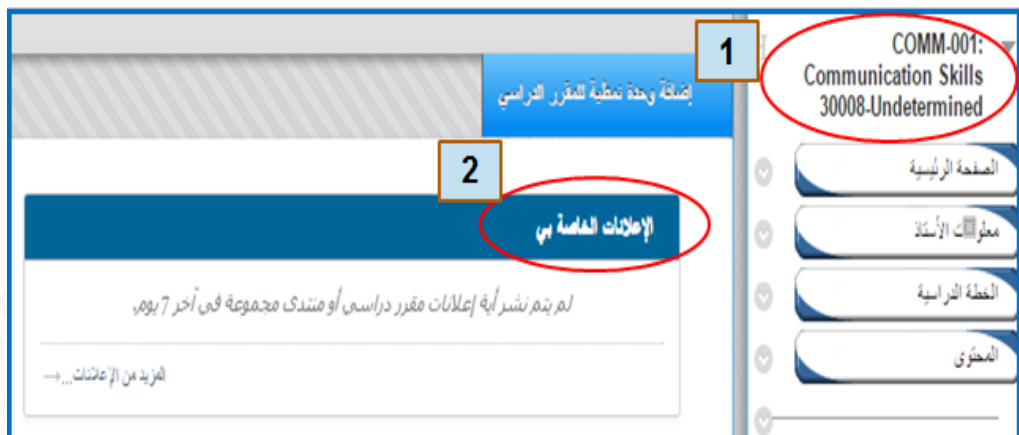 1
COMM-001:
Communication Skills
30008-Undetermined
الصفحة الرئيسية
الأستاذ
الخطة الدراسية
المحتوى
إضافة وحدة نمطية للمقرر الدراسي
2
الإعلانات الخاصة بي
لم يتم نشر أية إعلانات مقرر دراسي أو منتدى مجموعة في آخر 7 يوم.
المزيد من الإعلانات...→